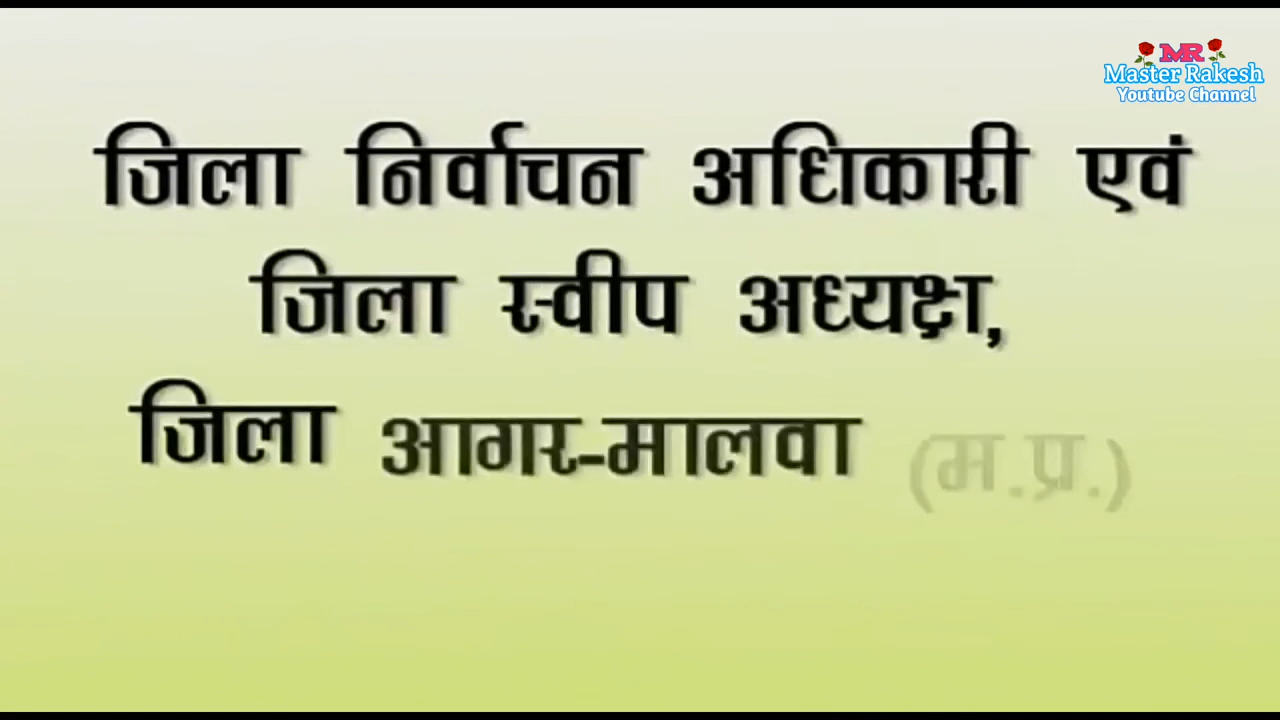 MR
Master Rakesh
Youtube Channel
जिला निर्वाचन अधिकारी एवं
जिला स्वीप अध्यक्ष,
जिला आगर-मालवा (म.प्र.)